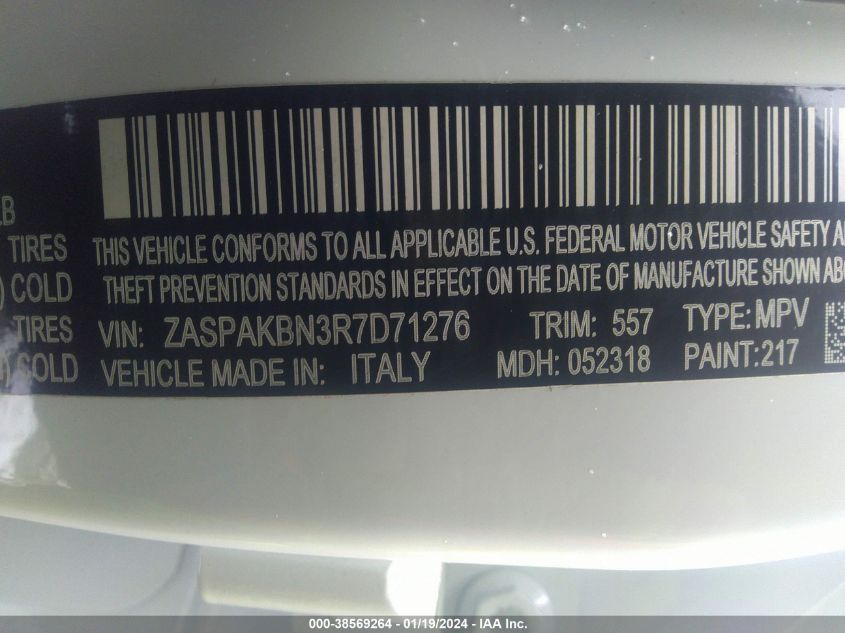 LB
TIRES THIS VEHICLE CONFORMS TO ALL APPLICABLE U.S. FEDERAL MOTOR VEHICLE SAFETY
) COLD THEFT PREVENTION STANDARDS IN EFFECT ON THE DATE OF MANUFACTURE SHOWN
TIRES VIN: ZASPAKBN3R7D71276 TRIM: 557 TYPE: MPV
) COLD VEHICLE MADE IN: ITALY MDH: 052318 PAINT: 217
000-38569264 - 01/19/2024 - IAA Inc.